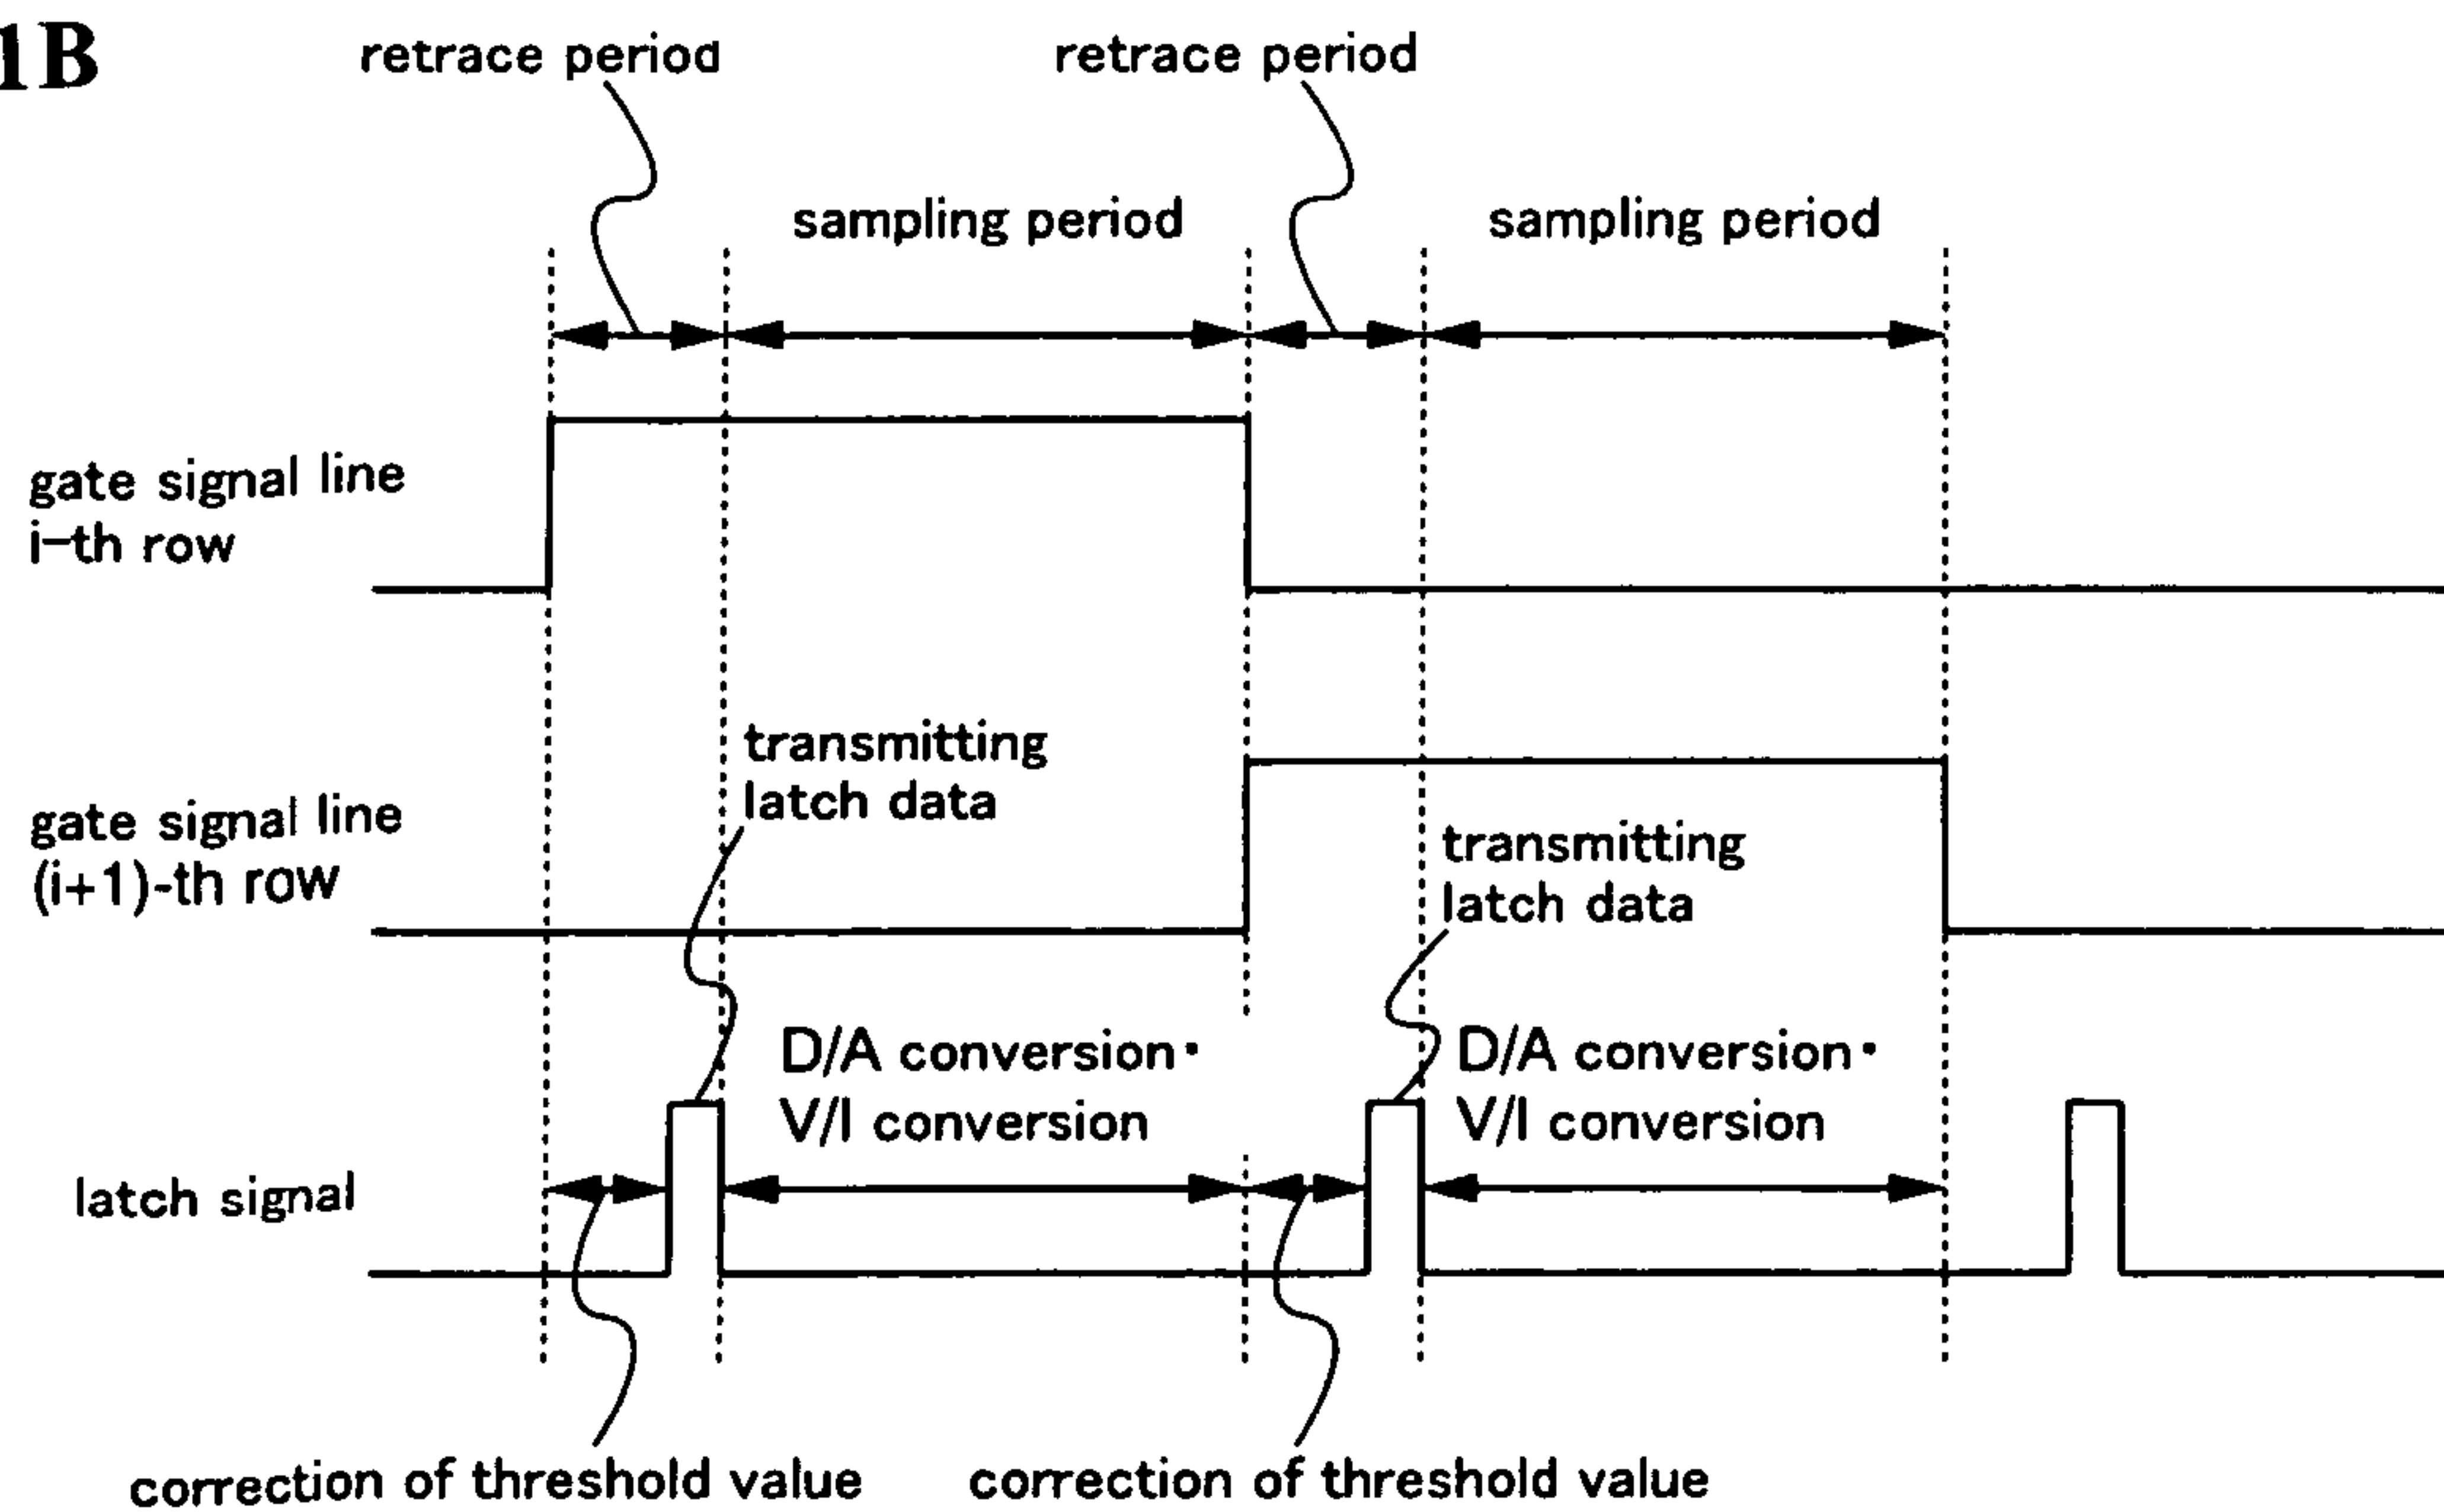 1B
retrace period
retrace period
sampling period
sampling period
gate signal line
i-th row
transmitting
latch data
gate signal line
(i+1)-th row
transmitting
latch data
D/A conversion·
V/I conversion
D/A conversion·
V/I conversion
latch signal
correction of threshold value
correction of threshold value